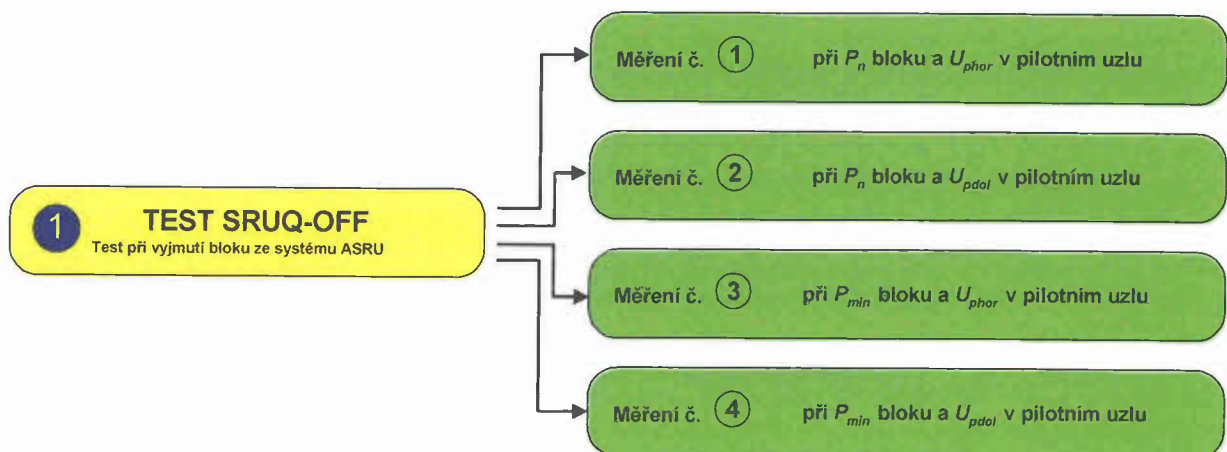 Měření č. 1 při Pn bloku a Uphor v pilotním uzlu
Měření č. 2 při Pn bloku a Updol v pilotním uzlu
1 TEST SRUQ-OFF
Test při vyjmutí bloku ze systému ASRU
Měření č. 3 při Pmin bloku a Uphor v pilotním uzlu
Měření č. 4 při Pmin bloku a Updol v pilotním uzlu